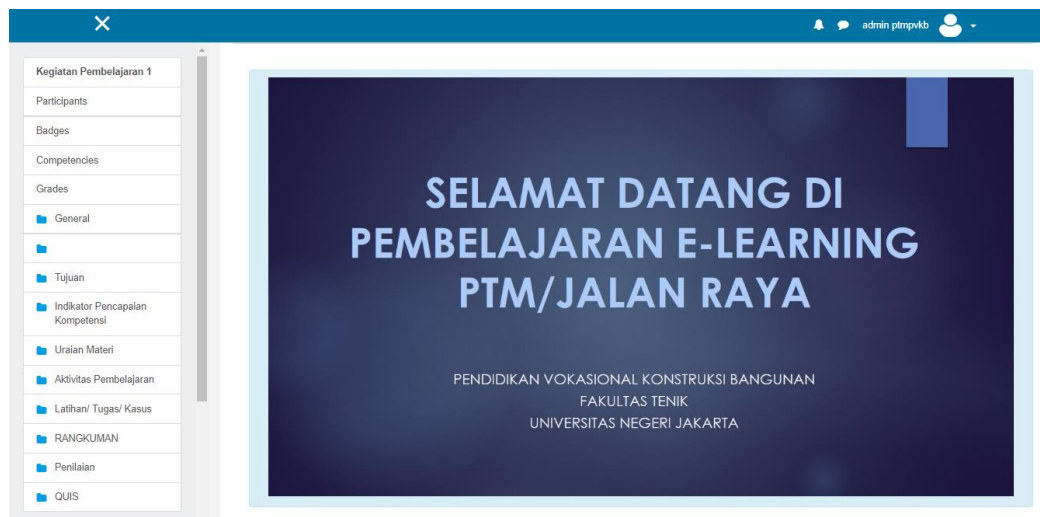 admin ptmpvkb
Kegiatan Pembelajaran 1
Participants
Badges
Competencies
Grades
General
Tujuan
Indikator Pencapaian
Kompetensi
Uraian Materi
Aktivitas Pembelajaran
Latihan/ Tugas/ Kasus
RANGKUMAN
Penilaian
QUIS
SELAMAT DATANG DI
PEMBELAJARAN E-LEARNING
PTM/JALAN RAYA
PENDIDIKAN VOKASIONAL KONSTRUKSI BANGUNAN
FAKULTAS TENIK
UNIVERSITAS NEGERI JAKARTA